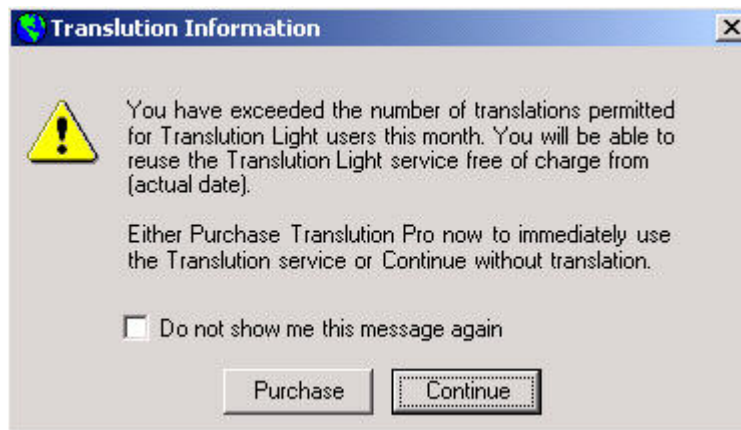 Translution Information
You have exceeded the number of translations permitted
for Translution Light users this month. You will be able to
reuse the Translution Light service free of charge from
(actual date).
Either Purchase Translution Pro now to immediately use
the Translution service or Continue without translation.
Do not show me this message again
Purchase
Continue